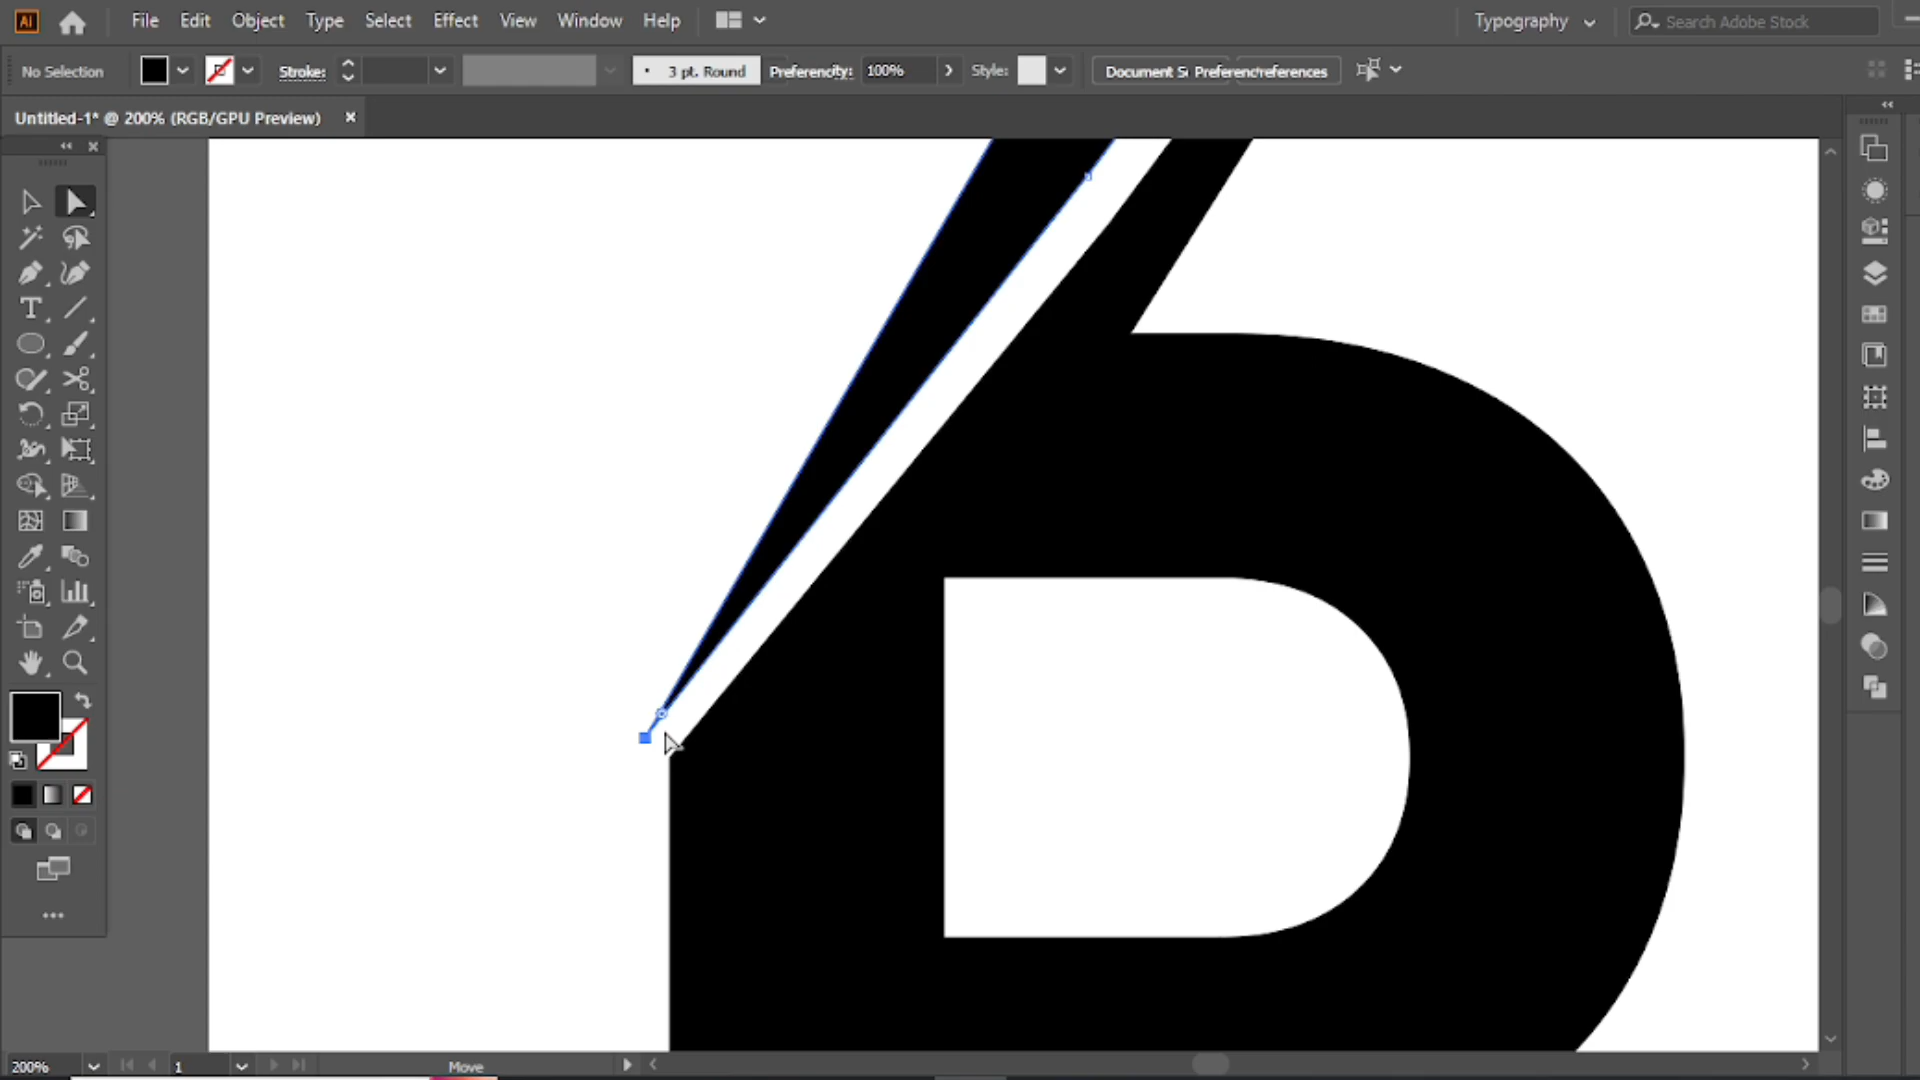 Ai File Edit Object Type Select Effect View Window Help Typography Search Adobe Stock
No Selection Stroke: 3 pt. Round 100% Style:
Untitled-1* @ 200% (RGB/GPU Preview) ×
200% 1 Move